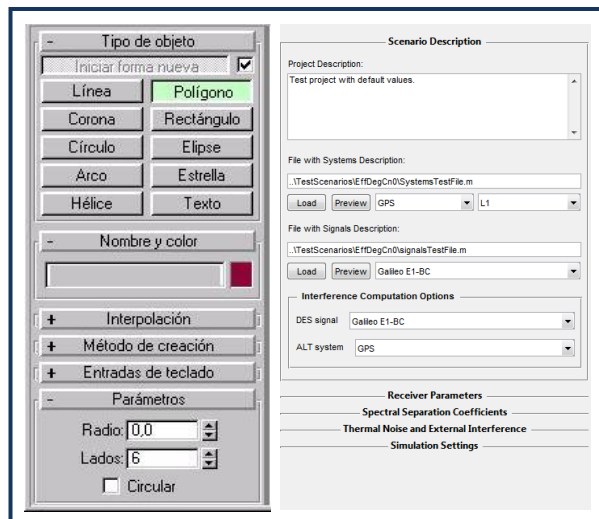 - Tipo de objeto
Iniciar forma nueva
Línea Polígono
Corona Rectángulo
Círculo Elipse
Arco Estrella
Hélice Texto
- Nombre y color
+ Interpolación
+ Método de creación
+ Entradas de teclado
- Parámetros
Radio: 0,0
Lados: 6
Circular
Scenario Description
Project Description:
Test project with default values.
File with Systems Description:
..\TestScenarios\EffDegCn0\SystemsTestFile.m
Load Preview GPS L1
File with Signals Description:
..\TestScenarios\EffDegCn0\signalsTestFile.m
Load Preview Galileo E1-BC
Interference Computation Options
DES signal Galileo E1-BC
ALT system GPS
Receiver Parameters
Spectral Separation Coefficients
Thermal Noise and External Interference
Simulation Settings